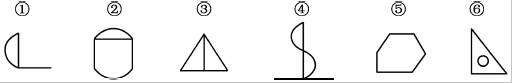 ① ② ③ ④ ⑤ ⑥